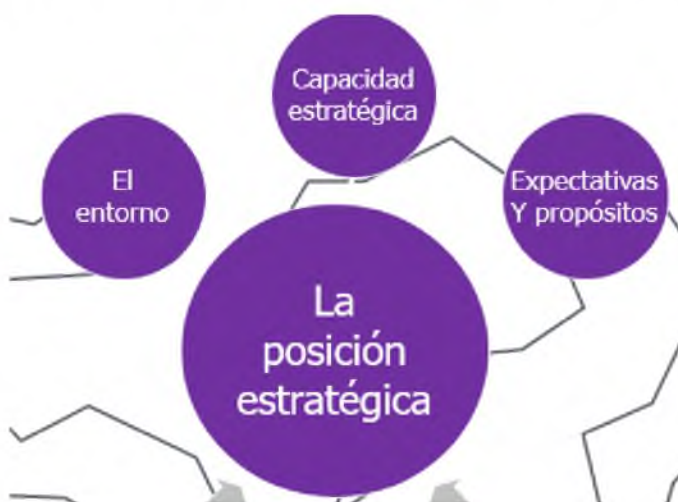 Capacidad
estratégica
El
entorno
Expectativas
Y propósitos
La
posición
estratégica